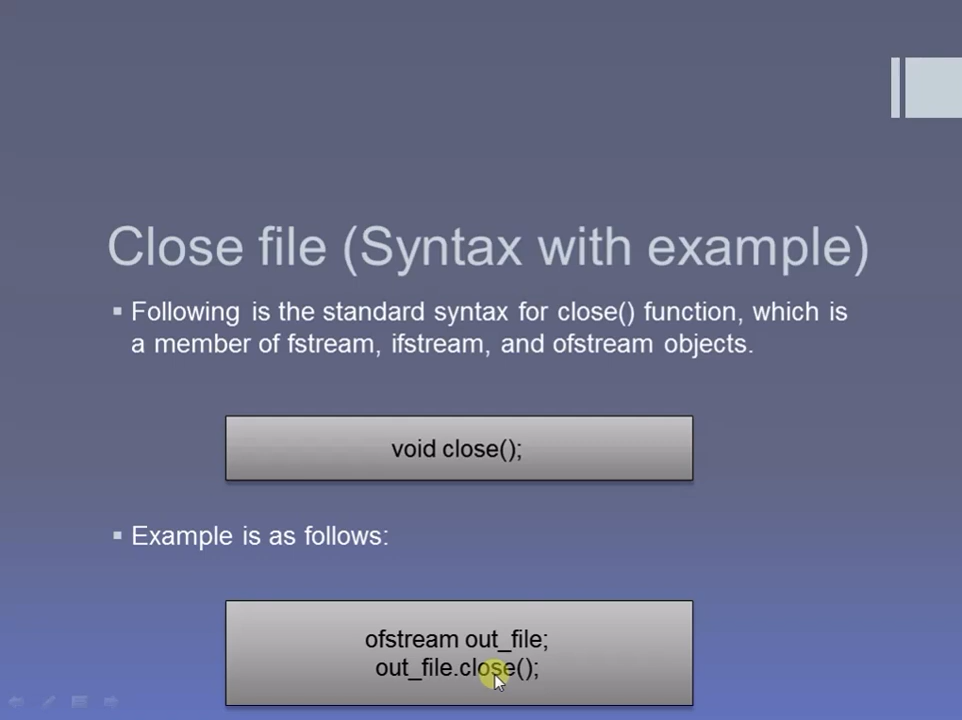 Close file (Syntax with example)
Following is the standard syntax for close() function, which is
a member of fstream, ifstream, and ofstream objects.
void close();
Example is as follows:
ofstream out_file;
out_file.close();